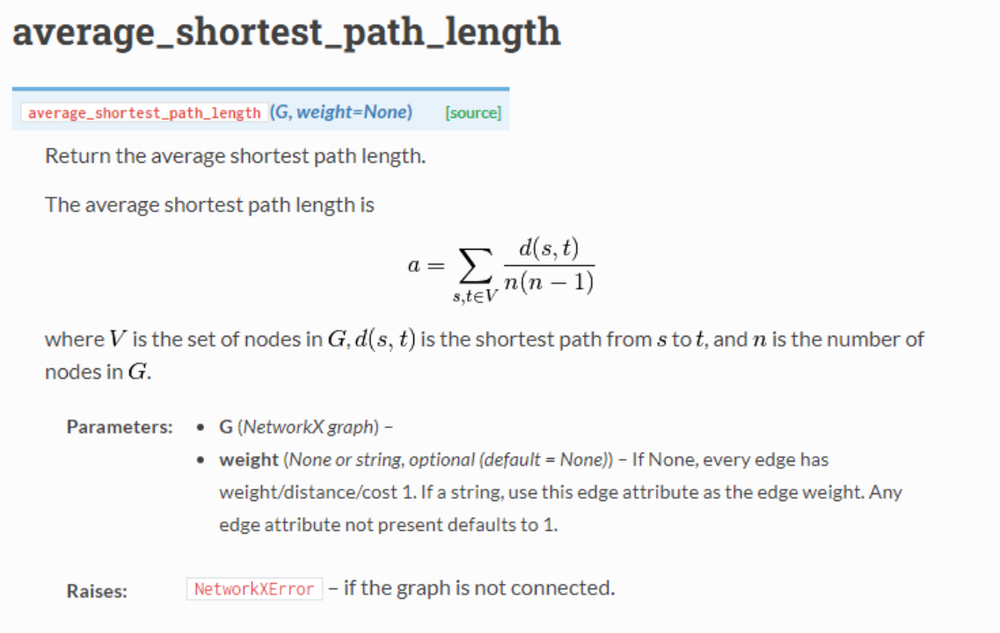 average_shortest_path_length
average_shortest_path_length (G, weight=None) [source]
Return the average shortest path length.
The average shortest path length is
a = ∑_{s,t∈V} d(s, t) / n(n − 1)
where V is the set of nodes in G, d(s, t) is the shortest path from s to t, and n is the number of
nodes in G.
Parameters: • G (NetworkX graph) –
• weight (None or string, optional (default = None)) – If None, every edge has
weight/distance/cost 1. If a string, use this edge attribute as the edge weight. Any
edge attribute not present defaults to 1.
Raises: NetworkXError – if the graph is not connected.